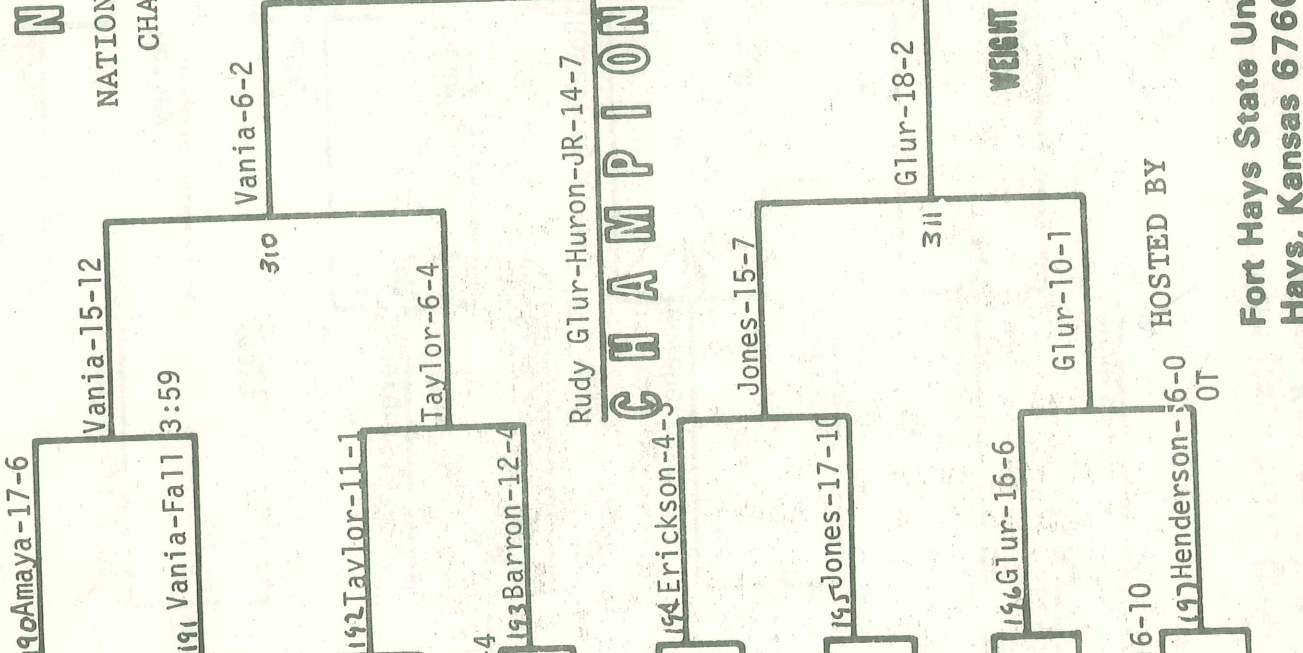 N
NATION
CHA
190Amaya-17-6
Vania-15-12
191 Vania-Fall 3:59
Vania-6-2
310
192Taylor-11-1
Taylor-6-4
193Barron-12-4
4
Rudy Glur-Huron-JR-14-7
CHAMPION
194Erickson-4-3
Jones-15-7
195Jones-17-10
Glur-18-2
311
196Glur-16-6
Glur-10-1
6-10
197Henderson-6-0
OT
WEIGHT
HOSTED BY
Fort Hays State Un
Hays, Kansas 6760